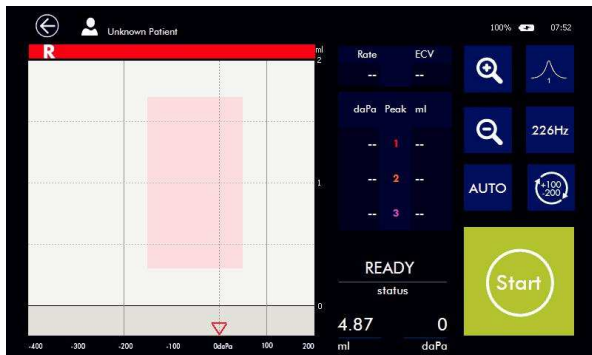 Unknown Patient
100%
07:52
R
ml
2
1
0
-400 -300 -200 -100 0daPa 100 200
Rate ECV
-- --
daPa Peak ml
-- 1 --
-- 2 --
-- 3 --
READY
status
4.87 0
ml daPa
1
226Hz
AUTO
+100
-200
Start